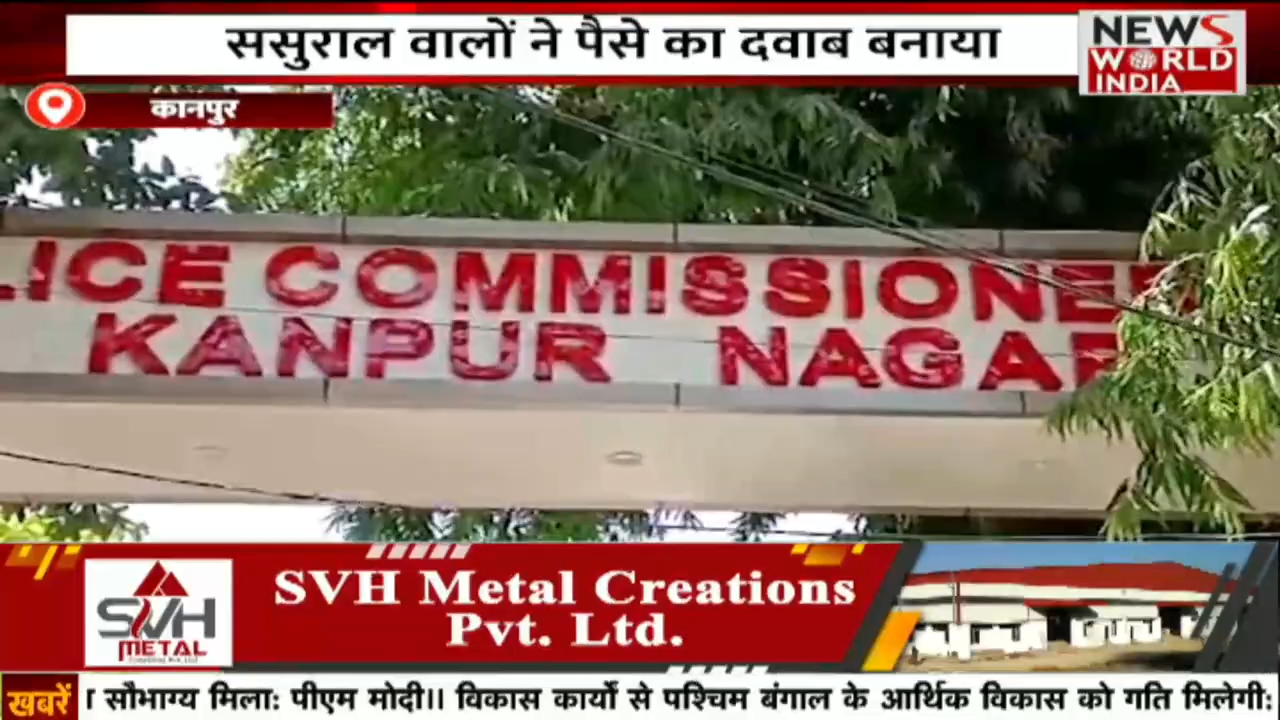 ससुराल वालों ने पैसे का दवाब बनाया
NEWS
WORLD
INDIA
कानपुर
LICE COMMISSIONE
KANPUR NAGAR
SVH
METAL
SVH Metal Creations
Pvt. Ltd.
खबरें
सौभाग्य मिला: पीएम मोदी।। विकास कार्यो से पश्चिम बंगाल के आर्थिक विकास को गति मिलेगी: